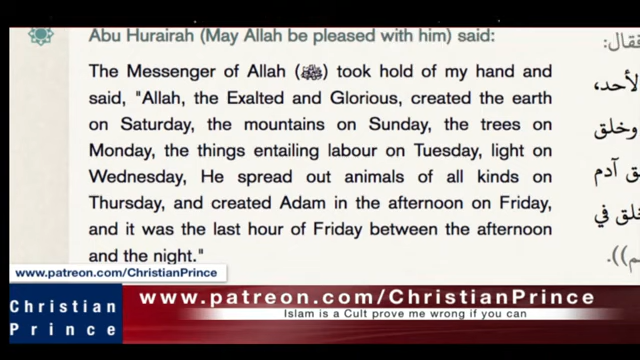 Abu Hurairah (May Allah be pleased with him) said:
The Messenger of Allah (ﷺ) took hold of my hand and
said, "Allah, the Exalted and Glorious, created the earth
on Saturday, the mountains on Sunday, the trees on
Monday, the things entailing labour on Tuesday, light on
Wednesday, He spread out animals of all kinds on
Thursday, and created Adam in the afternoon on Friday,
and it was the last hour of Friday between the afternoon
and the night."
فقال:
لأحد،
وخلق
ق آدم
خلق في
م)).
www.patreon.com/ChristianPrince
Christian
Prince
www.patreon.com/ChristianPrince
Islam is a Cult prove me wrong if you can